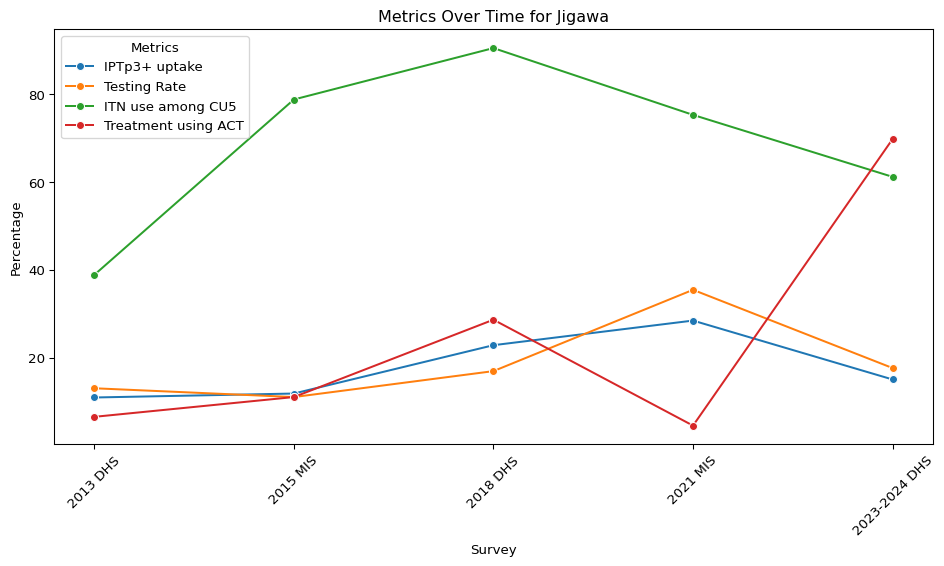 Metrics Over Time for Jigawa
Metrics
IPTp3+ uptake
Testing Rate
ITN use among CU5
Treatment using ACT
Percentage
80
60
40
20
2013 DHS
2015 MIS
2018 DHS
2021 MIS
2023-2024 DHS
Survey